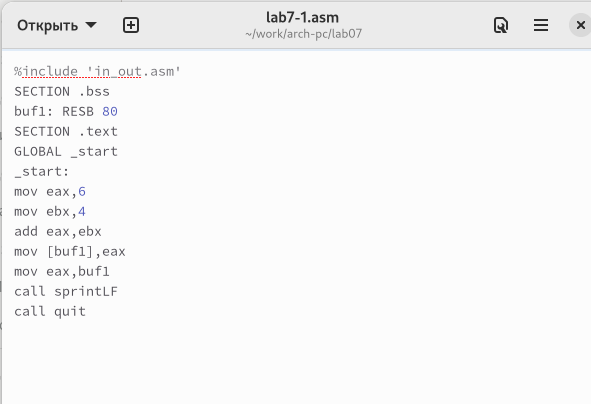 Открыть
lab7-1.asm
~/work/arch-pc/lab07
%include 'in_out.asm'
SECTION .bss
buf1: RESB 80
SECTION .text
GLOBAL _start
_start:
mov eax,6
mov ebx,4
add eax,ebx
mov [buf1],eax
mov eax,buf1
call sprintLF
call quit